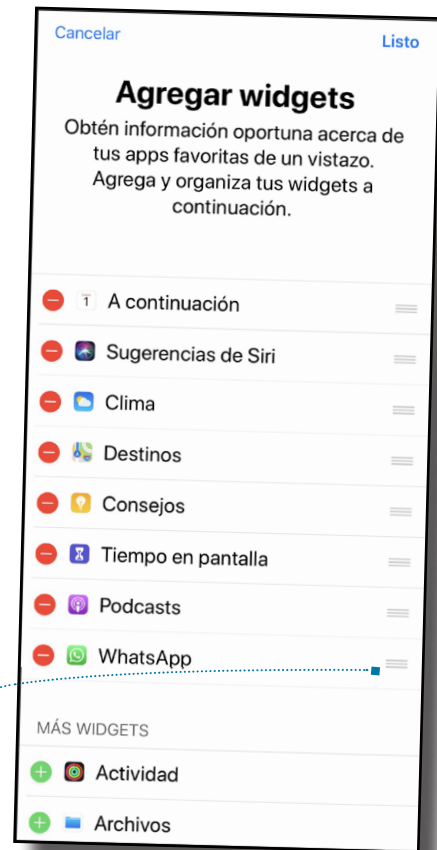 Cancelar
Listo
Agregar widgets
Obtén información oportuna acerca de
tus apps favoritas de un vistazo.
Agrega y organiza tus widgets a
continuación.
1
A continuación
Sugerencias de Siri
Clima
Destinos
Consejos
Tiempo en pantalla
Podcasts
WhatsApp
MÁS WIDGETS
Actividad
Archivos